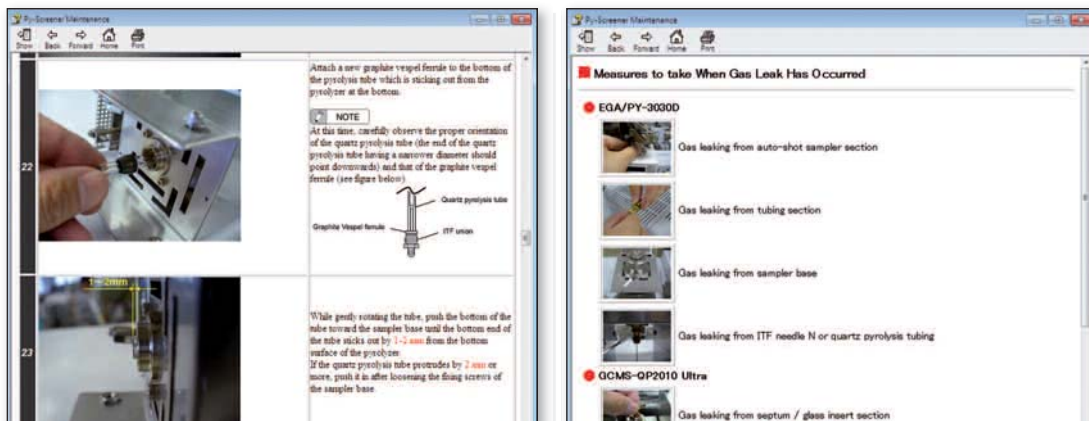 Py-Screener Maintenance
Show Back Forward Home Print
Attach a new graphite vespel ferrule to the bottom of
the pyrolysis tube which is sticking out from the
pyrolyzer at the bottom.
NOTE
At this time, carefully observe the proper orientation
of the quartz pyrolysis tube (the end of the quartz
pyrolysis tube having a narrower diameter should
point downwards) and that of the graphite vespel
ferrule (see figure below)
22
Quartz pyrolysis tube
Graphite Vespel ferrule
ITF union
1~2mm
23
While gently rotating the tube, push the bottom of the
tube toward the sampler base until the bottom end of
the tube sticks out by 1-2 mm from the bottom
surface of the pyrolyzer
If the quartz pyrolysis tube protrudes by 2 mm or
more, push it in after loosening the fixing screws of
the sampler base.
Py-Screener Maintenance
Show Back Forward Home Print
Measures to take When Gas Leak Has Occurred
EGA/PY-3030D
Gas leaking from auto-shot sampler section
Gas leaking from tubing section
Gas leaking from sampler base
Gas leaking from ITF needle N or quartz pyrolysis tubing
GCMS-QP2010 Ultra
Gas leaking from septum / glass insert section